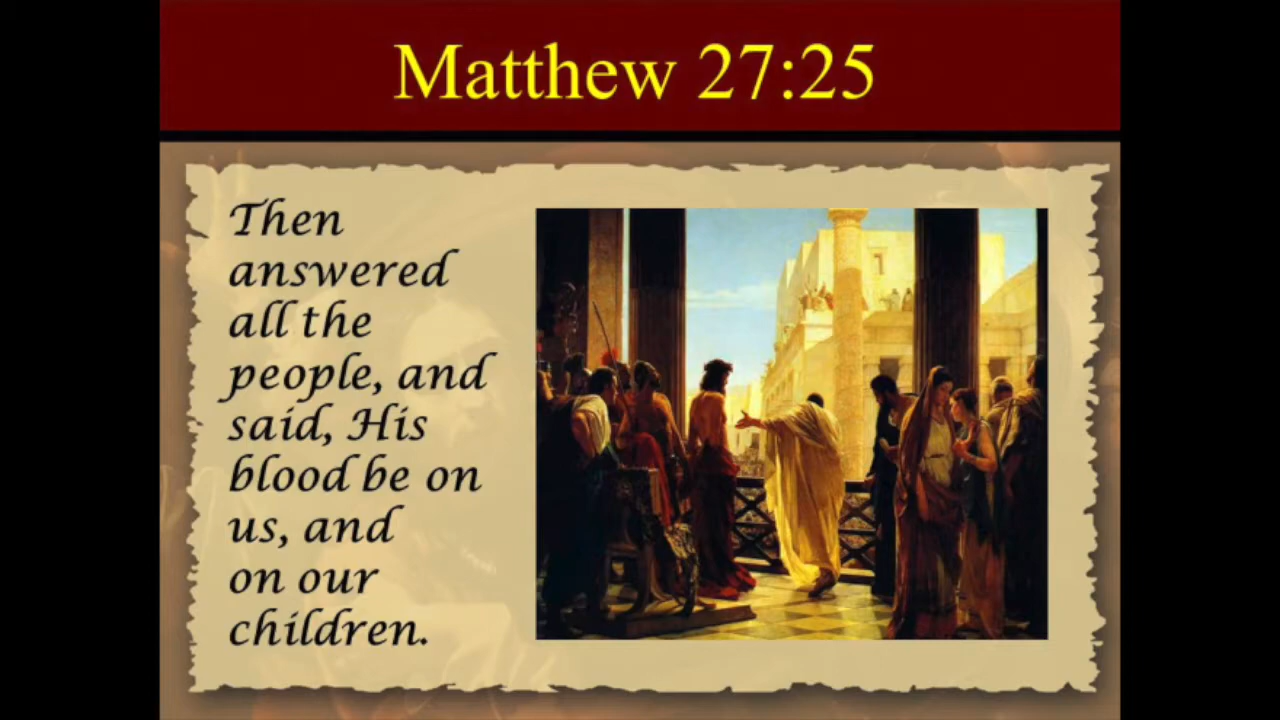 Matthew 27:25
Then
answered
all the
people, and
said, His
blood be on
us, and
on our
children.